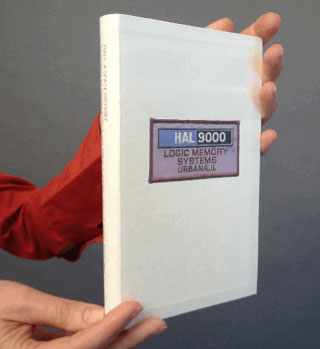 HAL 9000
LOGIC MEMORY
SYSTEMS
URBANA,IL